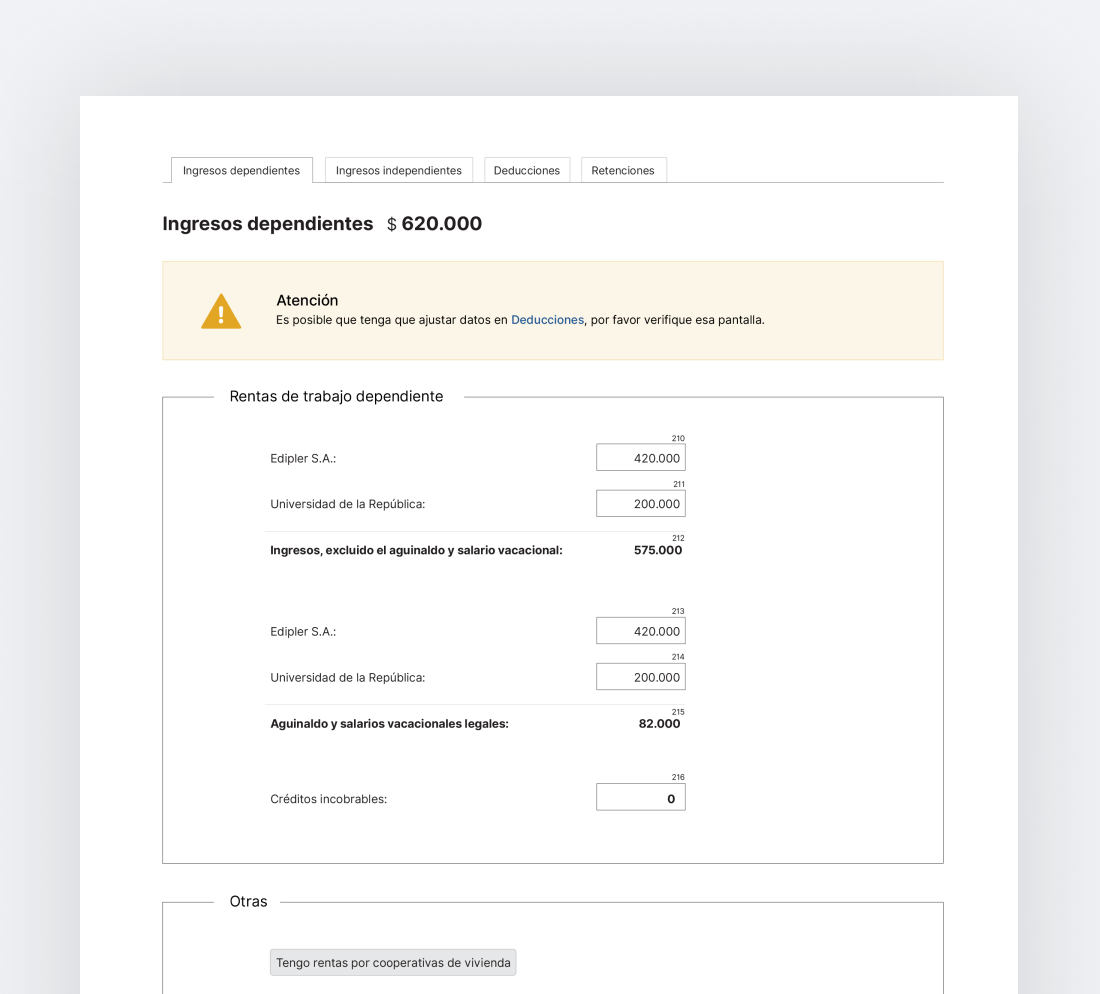 Ingresos dependientes
Ingresos independientes
Deducciones
Retenciones
Ingresos dependientes $ 620.000
Atención
Es posible que tenga que ajustar datos en Deducciones, por favor verifique esa pantalla.
Rentas de trabajo dependiente
210
Edipler S.A.: 420.000
211
Universidad de la República: 200.000
212
Ingresos, excluido el aguinaldo y salario vacacional: 575.000
213
Edipler S.A.: 420.000
214
Universidad de la República: 200.000
215
Aguinaldo y salarios vacacionales legales: 82.000
216
Créditos incobrables: 0
Otras
Tengo rentas por cooperativas de vivienda